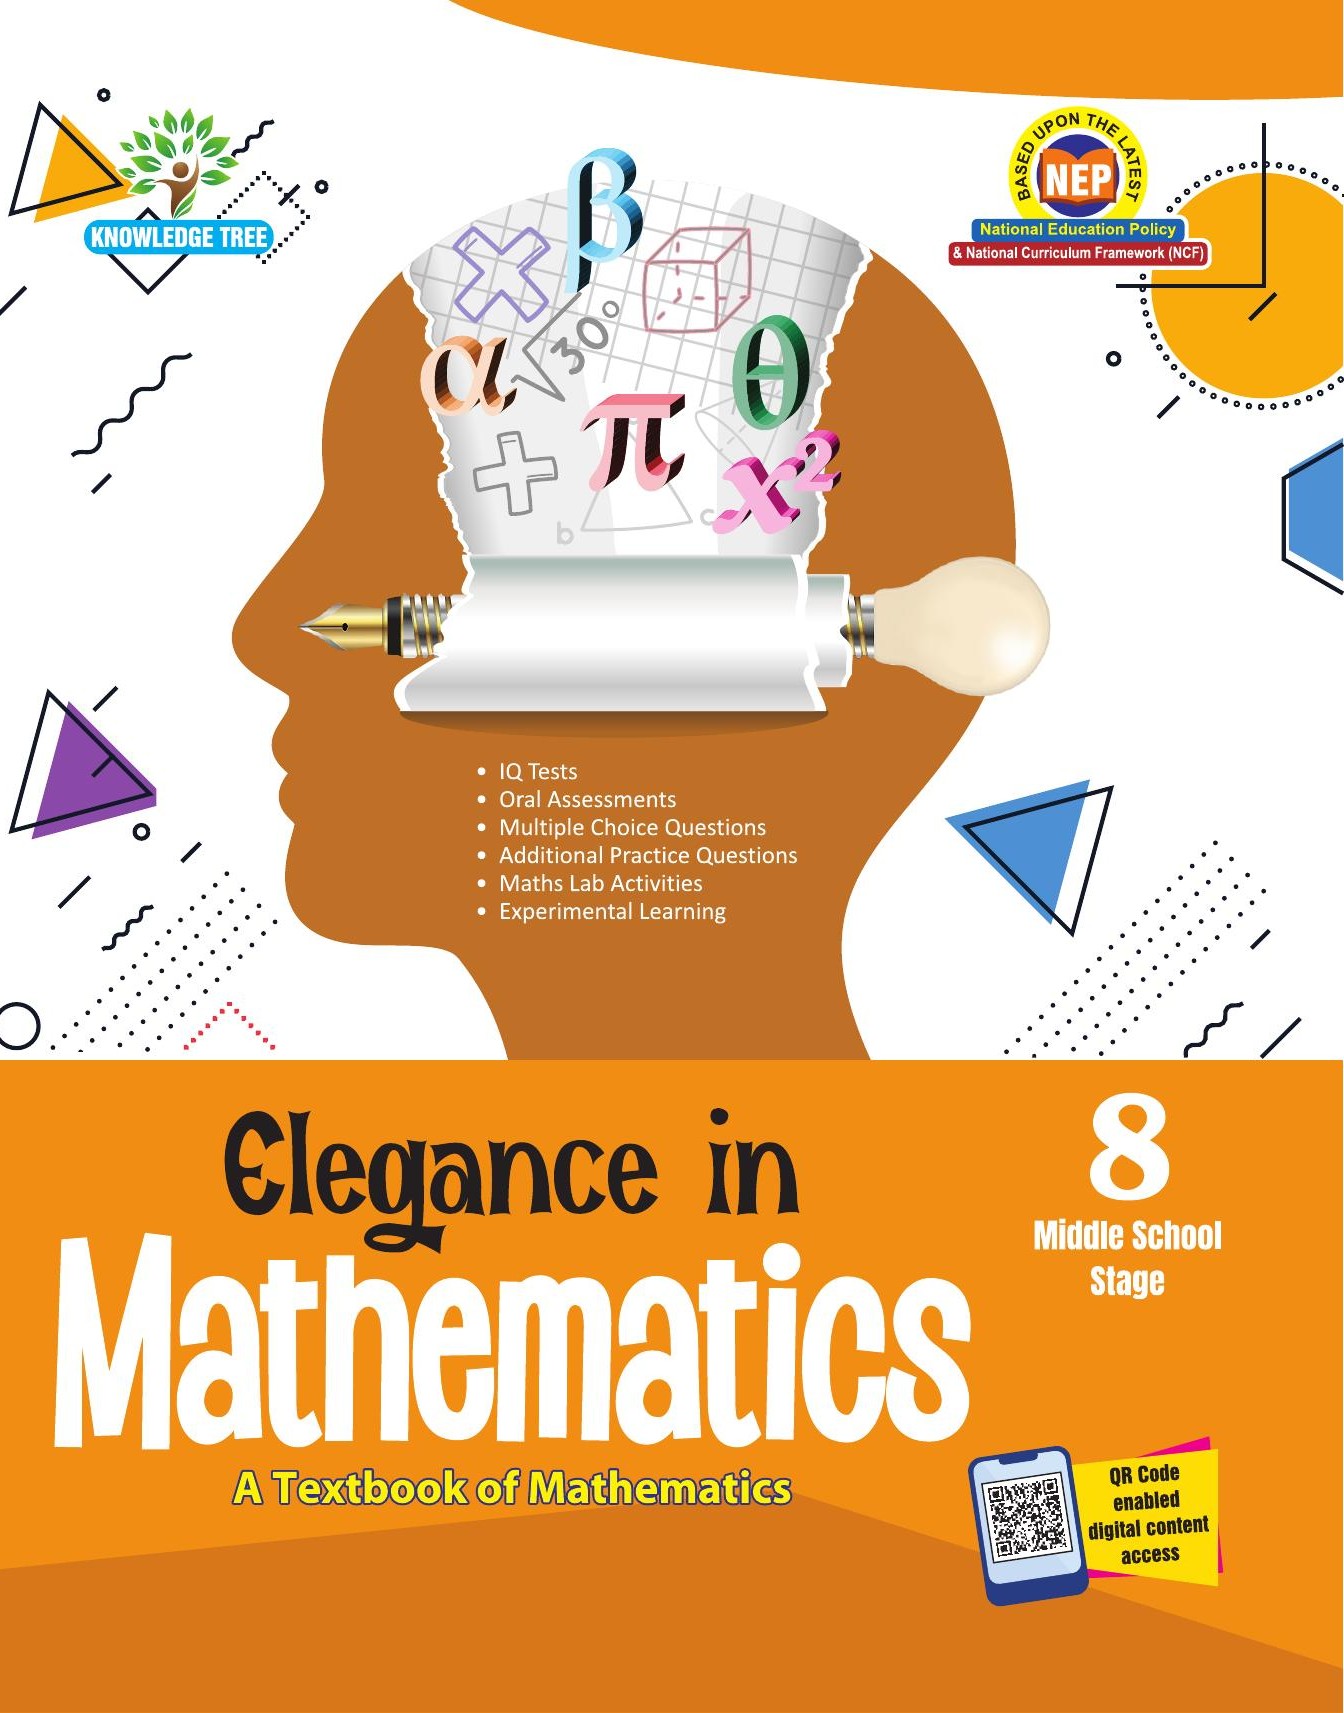 KNOWLEDGE TREE
BASED UPON THE LATEST
NEP
National Education Policy
& National Curriculum Framework (NCF)
β
α
√30°
θ
π
x²
b
c
• IQ Tests
• Oral Assessments
• Multiple Choice Questions
• Additional Practice Questions
• Maths Lab Activities
• Experimental Learning
Elegance in
Mathematics
A Textbook of Mathematics
8
Middle School
Stage
QR Code
enabled
digital content
access